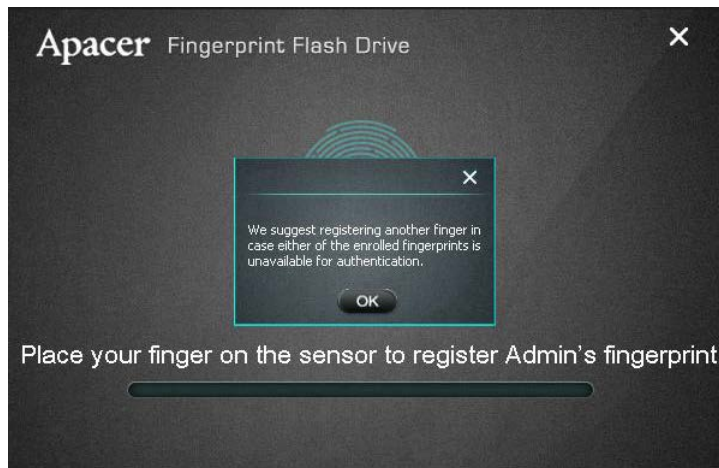 Apacer Fingerprint Flash Drive
We suggest registering another finger in
case either of the enrolled fingerprints is
unavailable for authentication.
OK
Place your finger on the sensor to register Admin's fingerprint